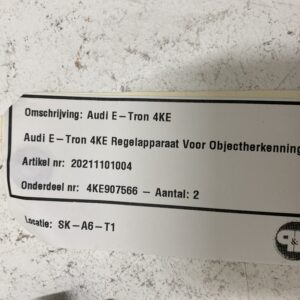 Omschrijving: Audi E-Tron 4KE
Audi E-Tron 4KE Regelapparaat Voor Objectherkenning
Artikel nr: 20211101004
Onderdeel nr: 4KE907566 - Aantal: 2
Locatie: SK-A6-T1